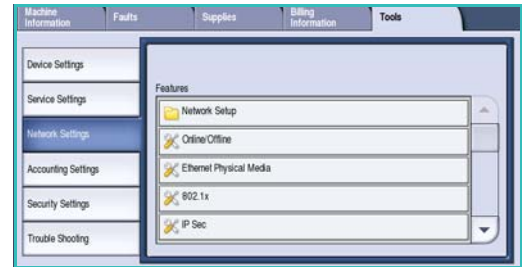 Machine
Information
Faults
Supplies
Billing
Information
Tools
Device Settings
Service Settings
Network Settings
Accounting Settings
Security Settings
Trouble Shooting
Features
Network Setup
Online/Offline
Ethernet Physical Media
802.1x
IP Sec